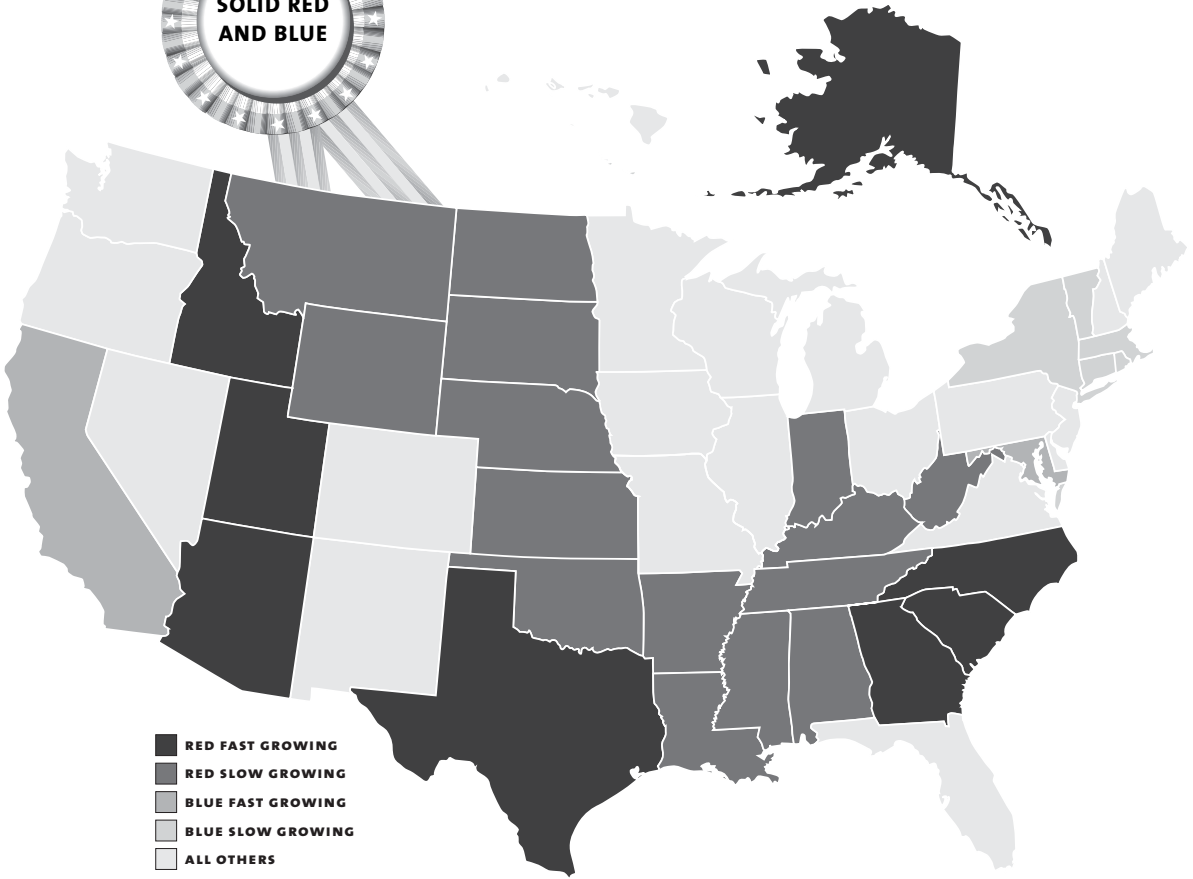 SOLID RED
AND BLUE
RED FAST GROWING
RED SLOW GROWING
BLUE FAST GROWING
BLUE SLOW GROWING
ALL OTHERS